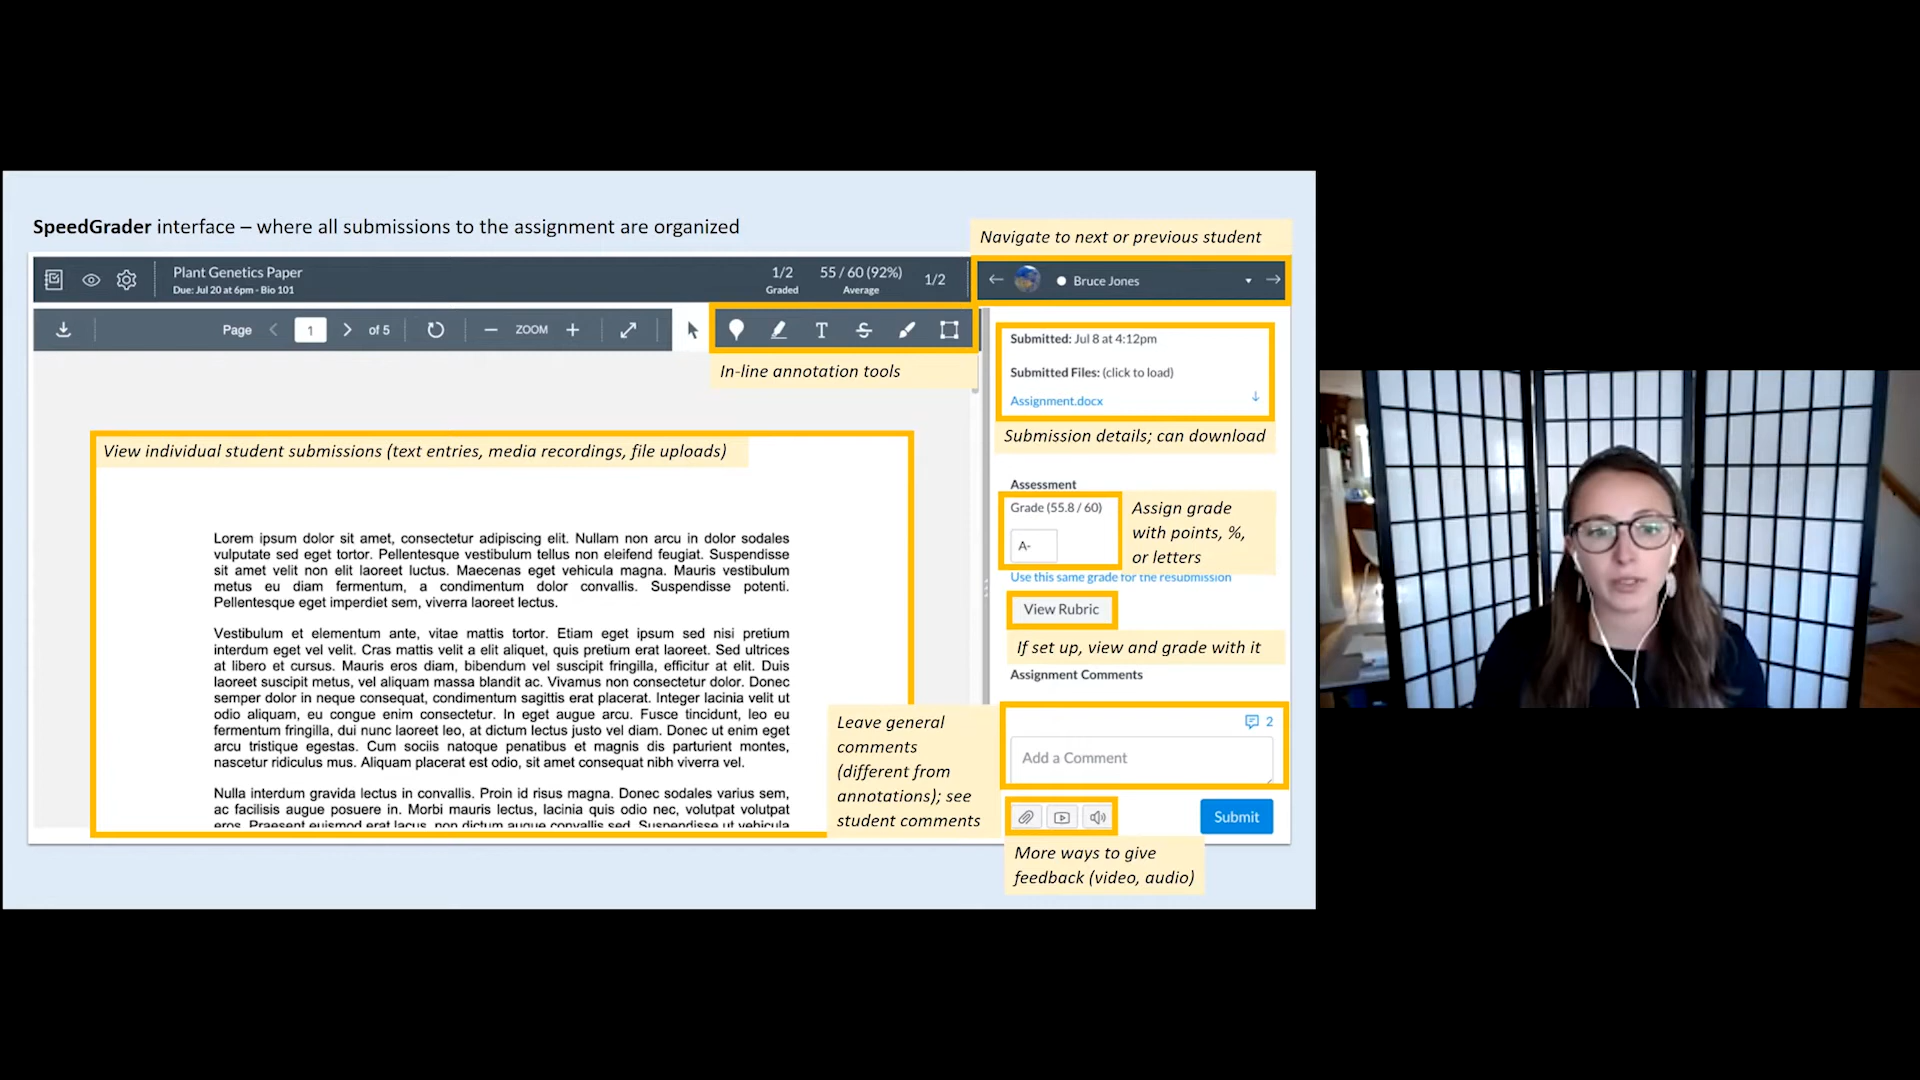 SpeedGrader interface – where all submissions to the assignment are organized
Navigate to next or previous student
Plant Genetics Paper
Due: Jul 20 at 6pm - Bio 101
1/2
Graded
55 / 60 (92%)
Average
1/2
Bruce Jones
Page 1 of 5
ZOOM
In-line annotation tools
Submitted: Jul 8 at 4:12pm
Submitted Files: (click to load)
Assignment.docx
Submission details; can download
View individual student submissions (text entries, media recordings, file uploads)
Lorem ipsum dolor sit amet, consectetur adipiscing elit. Nullam non arcu in dolor sodales
vulputate sed eget tortor. Pellentesque vestibulum tellus non eleifend feugiat. Suspendisse
sit amet velit non elit laoreet luctus. Maecenas eget vehicula magna. Mauris vestibulum
metus eu diam fermentum, a condimentum dolor convallis. Suspendisse potenti.
Pellentesque eget imperdiet sem, viverra laoreet lectus.
Vestibulum et elementum ante, vitae mattis tortor. Etiam eget ipsum sed nisi pretium
interdum eget vel velit. Cras mattis velit a elit aliquet, quis pretium erat laoreet. Sed ultrices
at libero et cursus. Mauris eros diam, bibendum vel suscipit fringilla, efficitur at elit. Duis
laoreet suscipit metus, vel aliquam massa blandit ac. Vivamus non consectetur dolor. Donec
semper dolor in neque consequat, condimentum sagittis erat placerat. Integer lacinia velit ut
odio aliquam, eu congue enim consectetur. In eget augue arcu. Fusce tincidunt, leo eu
fermentum fringilla, dui nunc laoreet leo, at dictum lectus justo vel diam. Donec ut enim eget
arcu tristique egestas. Cum sociis natoque penatibus et magnis dis parturient montes,
nascetur ridiculus mus. Aliquam placerat est odio, sit amet consequat nibh viverra vel.
Nulla interdum gravida lectus in convallis. Proin id risus magna. Donec sodales varius sem,
ac facilisis augue posuere in. Morbi mauris lectus, lacinia quis odio nec, volutpat volutpat
eros. Praesent euismod erat lacus, non dictum augue convallis sed. Suspendisse ut vehicula
Assessment
Grade (55.8 / 60)
A-
Assign grade
with points, %,
or letters
Use this same grade for the resubmission
View Rubric
If set up, view and grade with it
Assignment Comments
Leave general
comments
(different from
annotations); see
student comments
2
Add a Comment
Submit
More ways to give
feedback (video, audio)